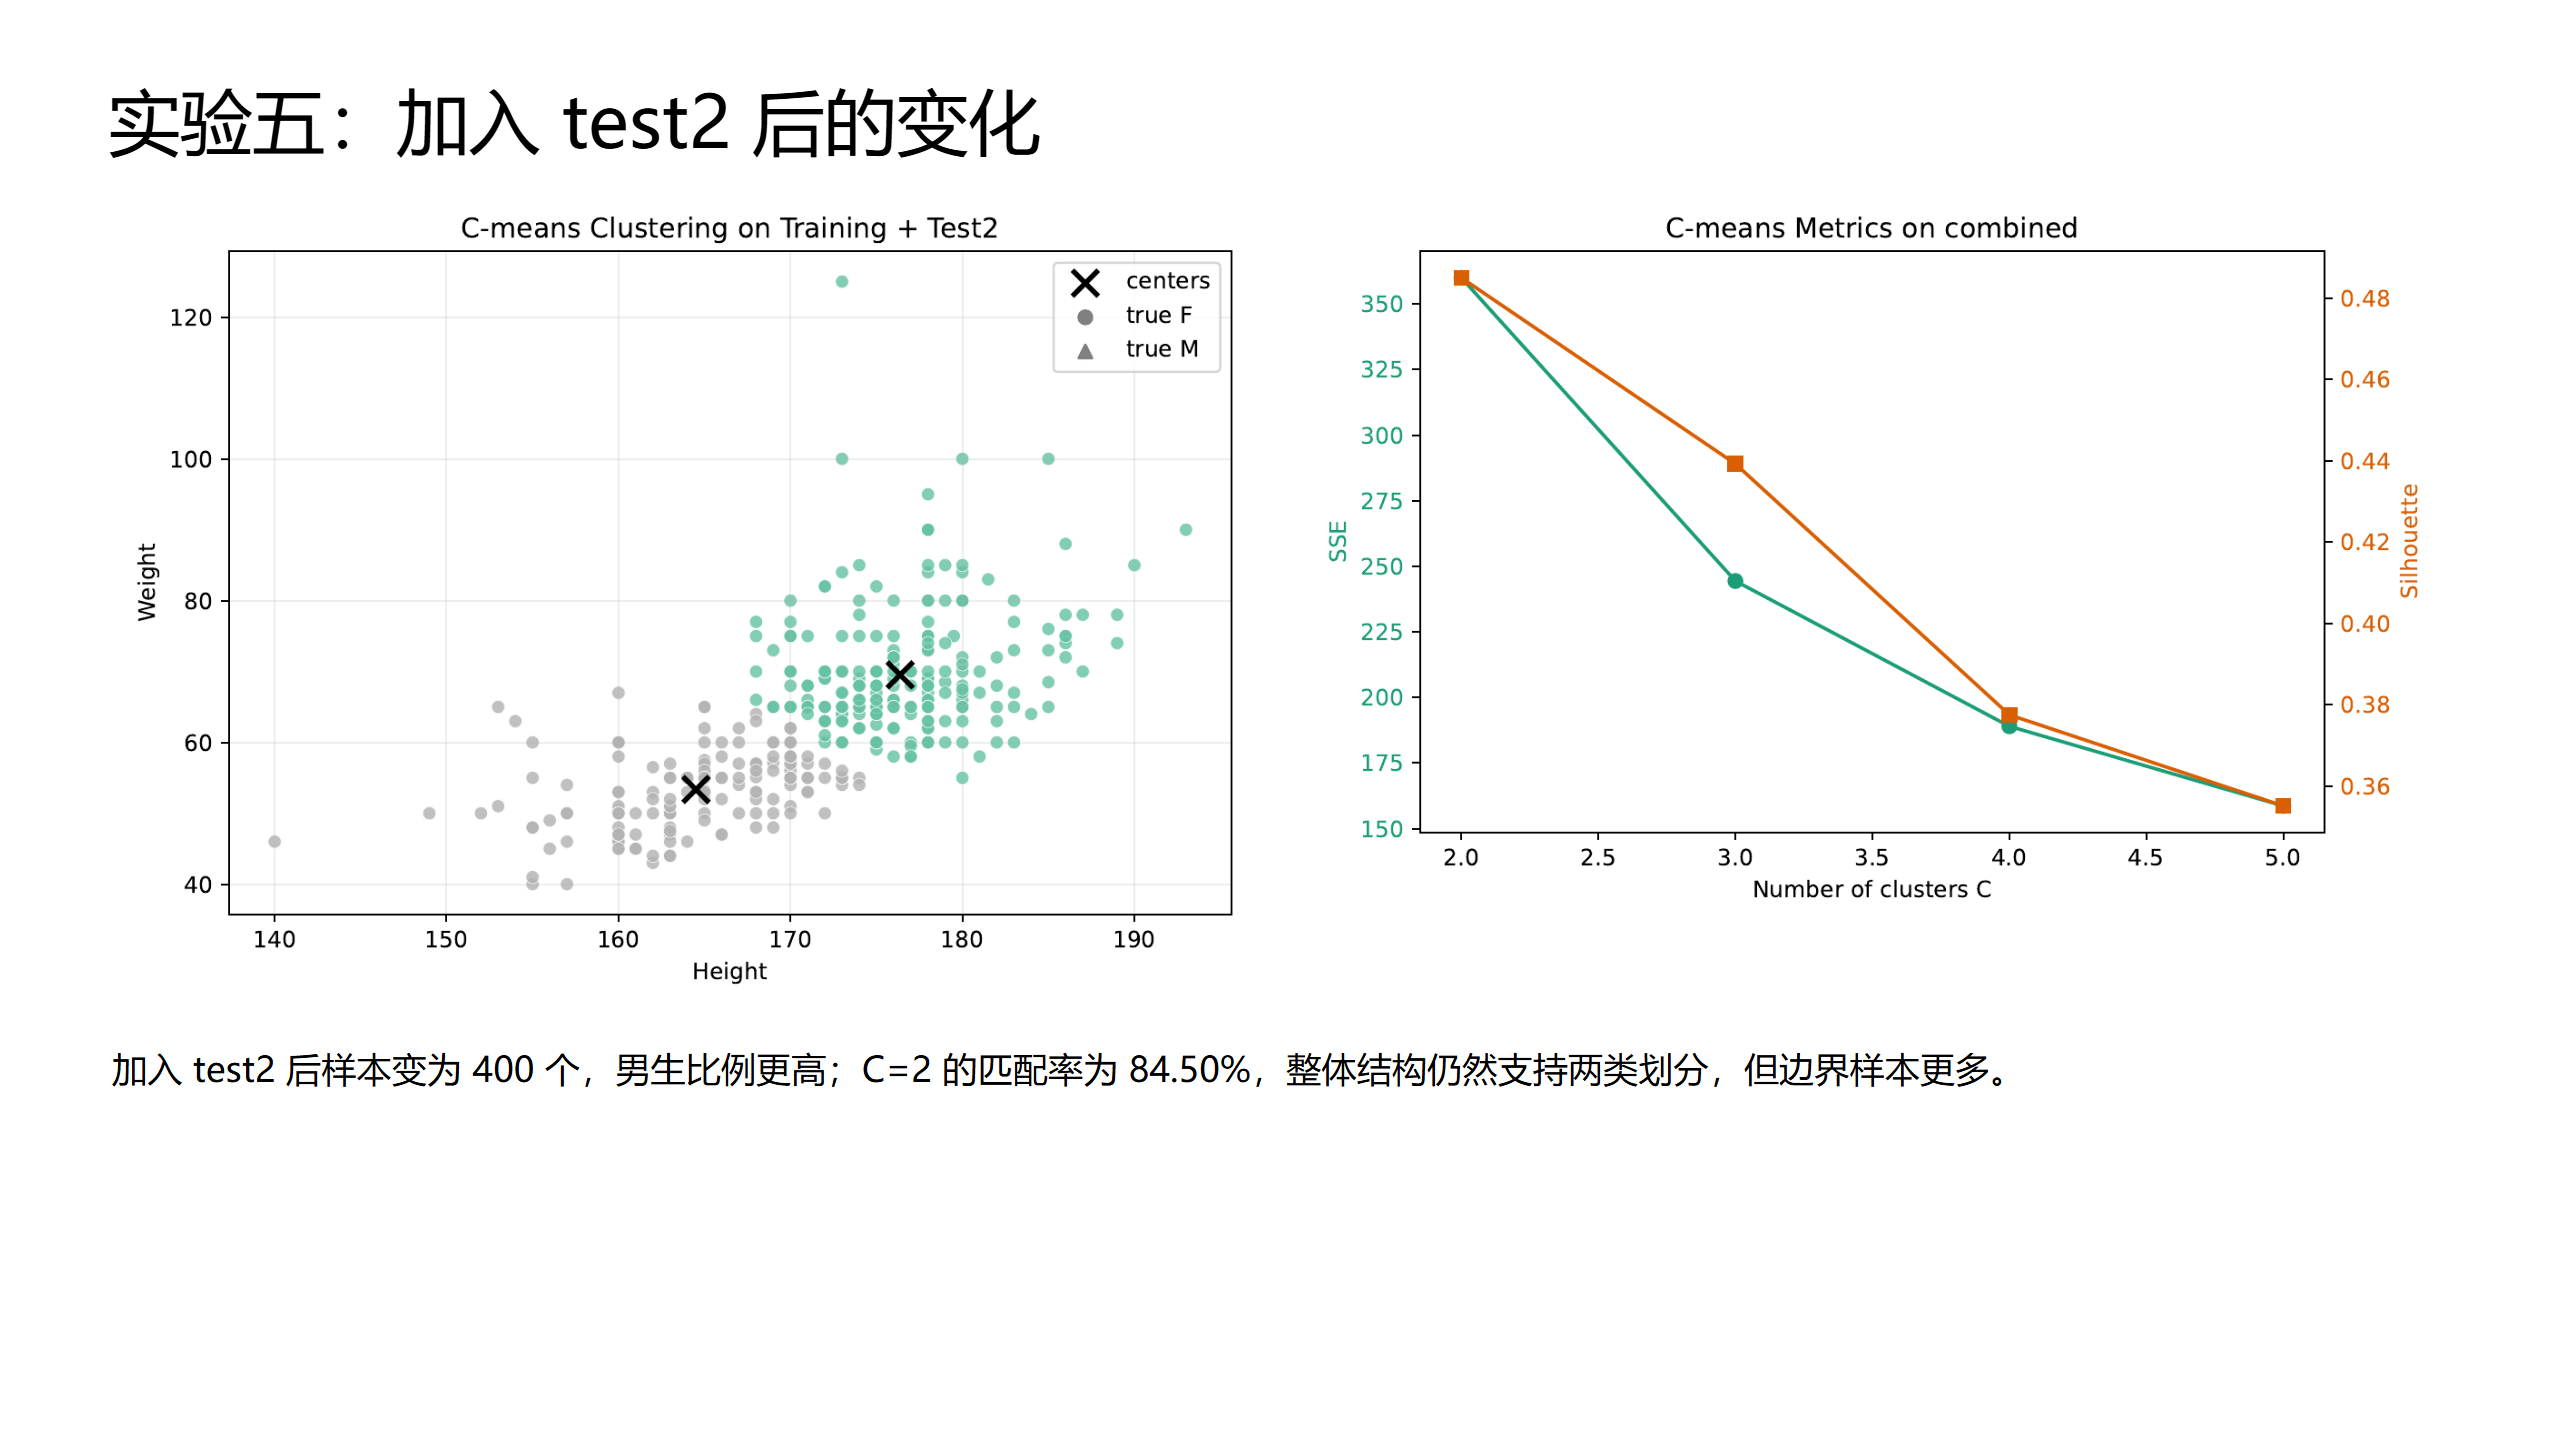 实验五：加入 test2 后的变化
C-means Clustering on Training + Test2
centers
true F
true M
120
100
80
60
40
Weight
140 150 160 170 180 190
Height
C-means Metrics on combined
350
325
300
275
250
225
200
175
150
SSE
0.48
0.46
0.44
0.42
0.40
0.38
0.36
Silhouette
2.0 2.5 3.0 3.5 4.0 4.5 5.0
Number of clusters C
加入 test2 后样本变为 400 个，男生比例更高；C=2 的匹配率为 84.50%，整体结构仍然支持两类划分，但边界样本更多。